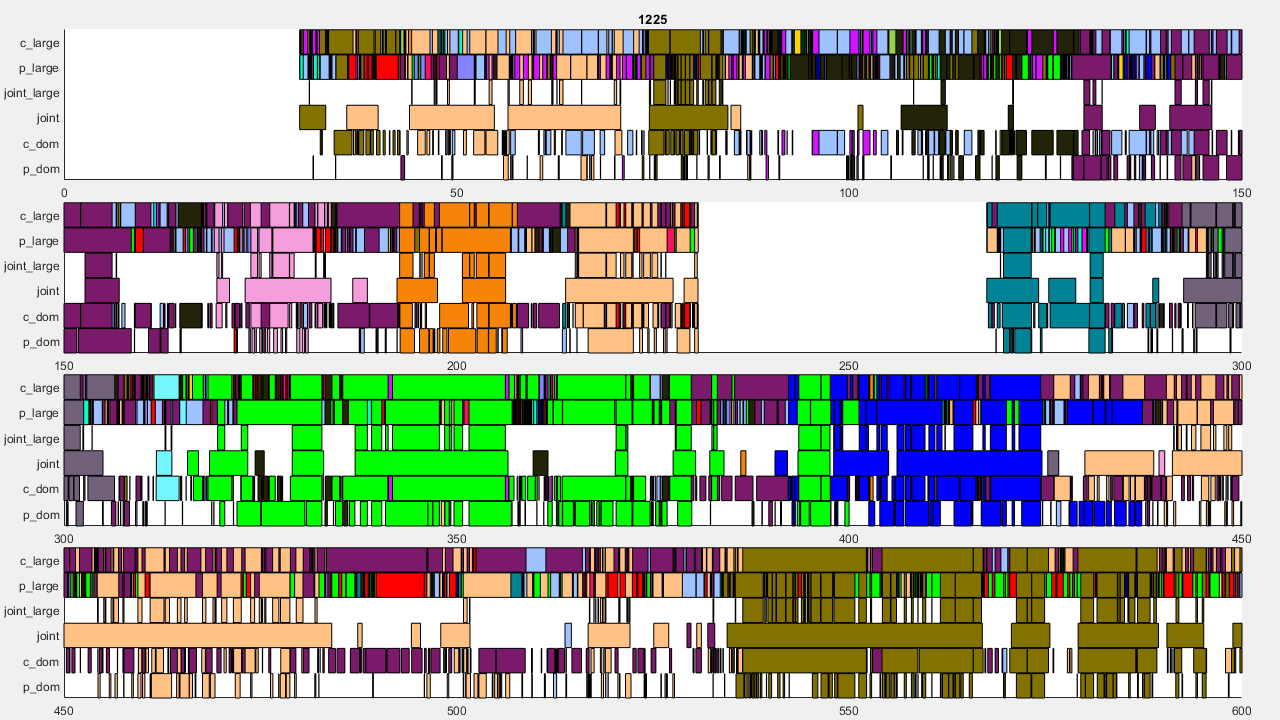 1225
c_large
p_large
joint_large
joint
c_dom
p_dom
0 50 100 150
c_large
p_large
joint_large
joint
c_dom
p_dom
150 200 250 300
c_large
p_large
joint_large
joint
c_dom
p_dom
300 350 400 450
c_large
p_large
joint_large
joint
c_dom
p_dom
450 500 550 600